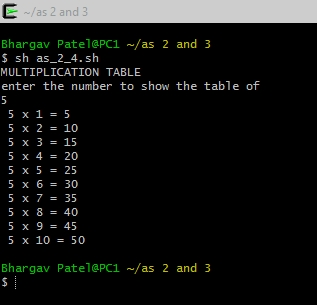 ~/as 2 and 3
Bhargav Patel@PC1 ~/as 2 and 3
$ sh as_2_4.sh
MULTIPLICATION TABLE
enter the number to show the table of
5
5 x 1 = 5
5 x 2 = 10
5 x 3 = 15
5 x 4 = 20
5 x 5 = 25
5 x 6 = 30
5 x 7 = 35
5 x 8 = 40
5 x 9 = 45
5 x 10 = 50
Bhargav Patel@PC1 ~/as 2 and 3
$